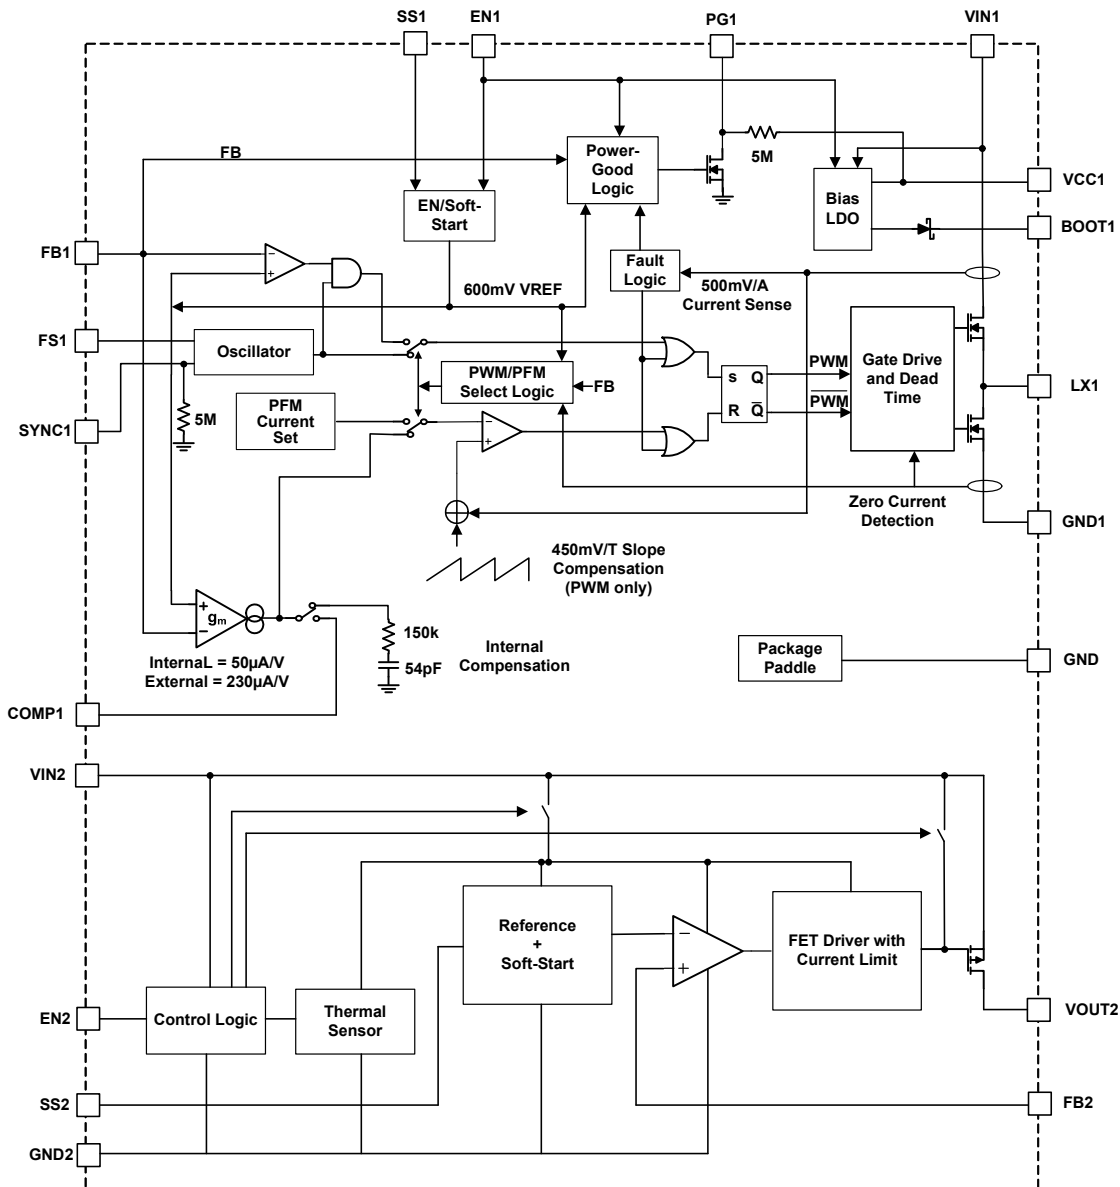 SS1
EN1
PG1
VIN1
FB
Power-
Good
Logic
5M
Bias
LDO
VCC1
BOOT1
EN/Soft-
Start
FB1
−
+
Fault
Logic
500mV/A
Current Sense
600mV VREF
FS1
Oscillator
PWM/PFM
Select Logic
FB
s Q
R Q̅
PWM
P̅W̅M̅
Gate Drive
and Dead
Time
LX1
SYNC1
5M
PFM
Current
Set
−
+
Zero Current
Detection
GND1
450mV/T Slope
Compensation
(PWM only)
+
gm
−
150k
54pF
Internal
Compensation
InternaL = 50µA/V
External = 230µA/V
Package
Paddle
GND
COMP1
VIN2
Reference
+
Soft-Start
−
+
FET Driver with
Current Limit
EN2
Control Logic
Thermal
Sensor
VOUT2
SS2
FB2
GND2